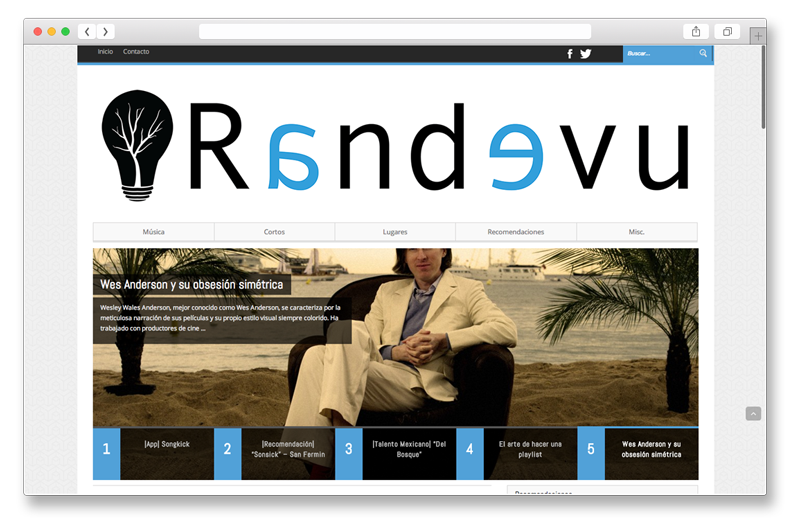 Inicio Contacto
Buscar...
Randevu
Música Cortos Lugares Recomendaciones Misc.
Wes Anderson y su obsesión simétrica
Wesley Wales Anderson, mejor conocido como Wes Anderson, se caracteriza por la
meticulosa narración de sus películas y su propio estilo visual siempre colorido. Ha
trabajado con productores de cine ...
1
|App| Songkick
2
|Recomendación|
"Sonsick" – San Fermin
3
|Talento Mexicano| "Del
Bosque"
4
El arte de hacer una
playlist
5
Wes Anderson y su
obsesión simétrica
Recomendaciones